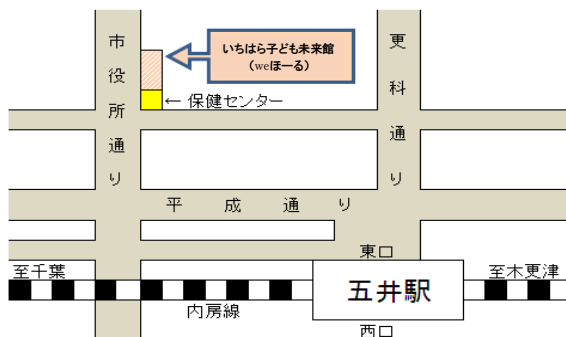 市役所通り
いちはら子ども未来館
(weほーる)
更科通り
← 保健センター
平成通り
東口
至千葉
五井駅
至木更津
内房線
西口